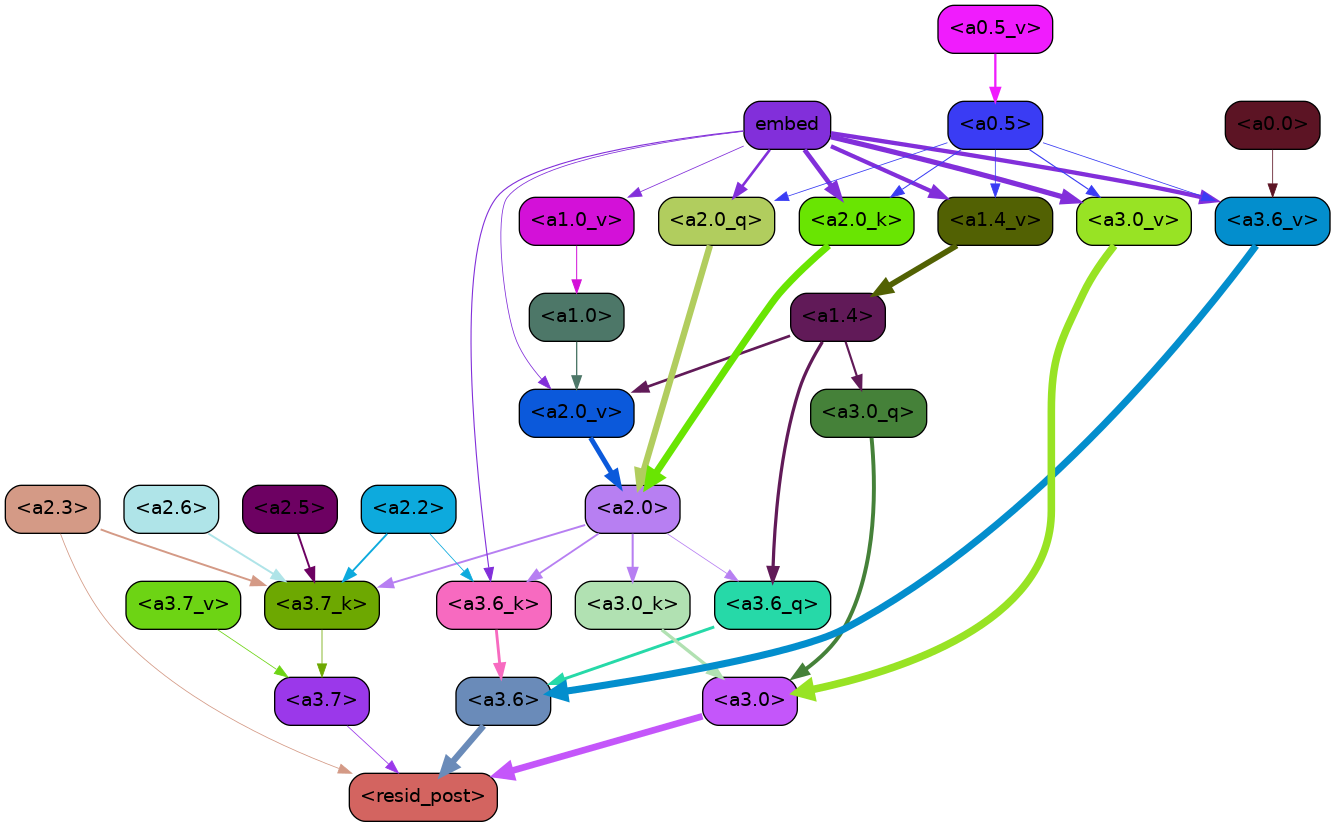 <a0.5_v>
embed
<a0.5>
<a0.0>
<a1.0_v>
<a2.0_q>
<a2.0_k>
<a1.4_v>
<a3.0_v>
<a3.6_v>
<a1.0>
<a1.4>
<a2.0_v>
<a3.0_q>
<a2.3>
<a2.6>
<a2.5>
<a2.2>
<a2.0>
<a3.7_v>
<a3.7_k>
<a3.6_k>
<a3.0_k>
<a3.6_q>
<a3.7>
<a3.6>
<a3.0>
<resid_post>